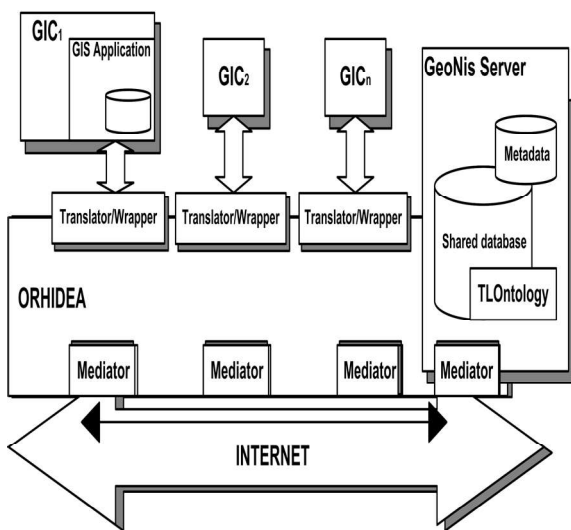 GIC1
GIS Application
GIC2
GICn
GeoNis Server
Metadata
Shared database
TLOntology
Translator/Wrapper
Translator/Wrapper
Translator/Wrapper
ORHIDEA
Mediator
Mediator
Mediator
Mediator
INTERNET